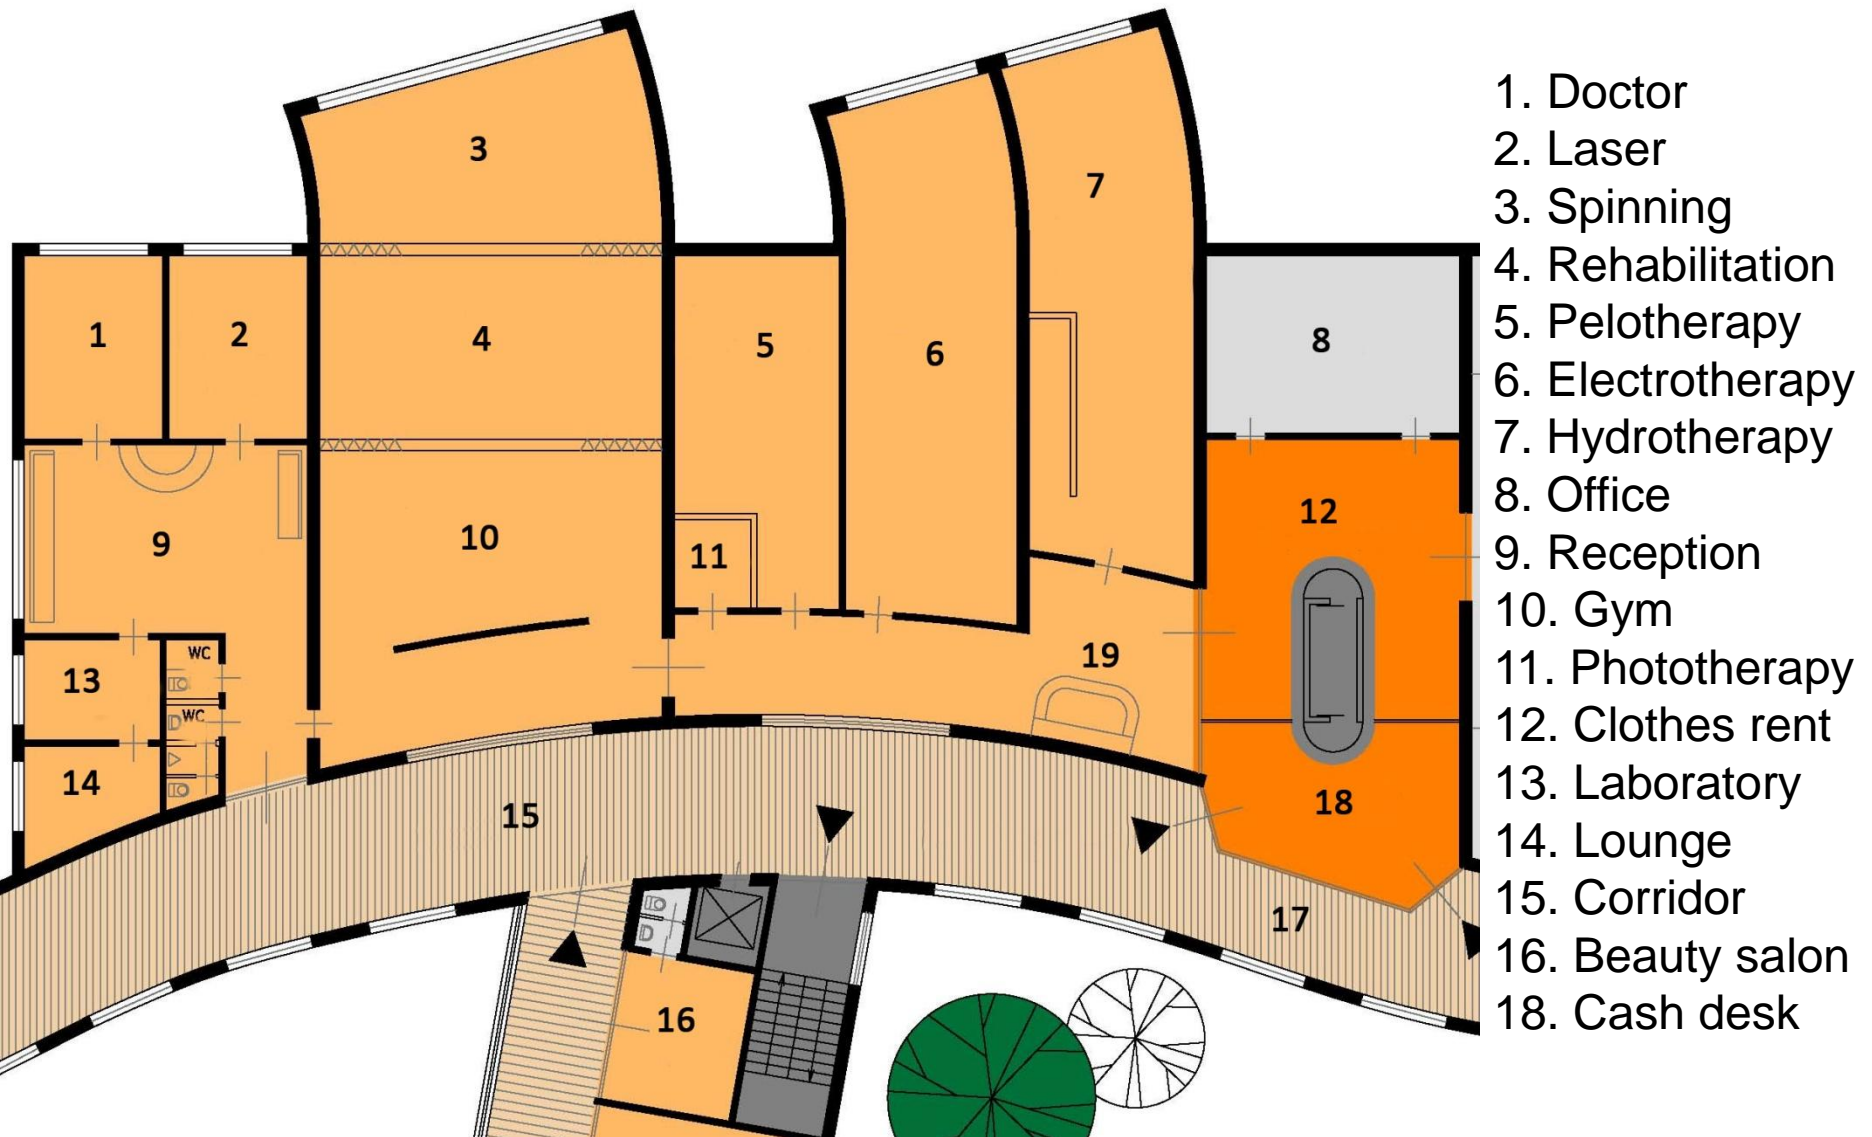 3
7
1
2
4
5
6
8
9
10
11
12
WC
13
WC
19
14
15
18
17
16
1. Doctor
2. Laser
3. Spinning
4. Rehabilitation
5. Pelotherapy
6. Electrotherapy
7. Hydrotherapy
8. Office
9. Reception
10. Gym
11. Phototherapy
12. Clothes rent
13. Laboratory
14. Lounge
15. Corridor
16. Beauty salon
18. Cash desk